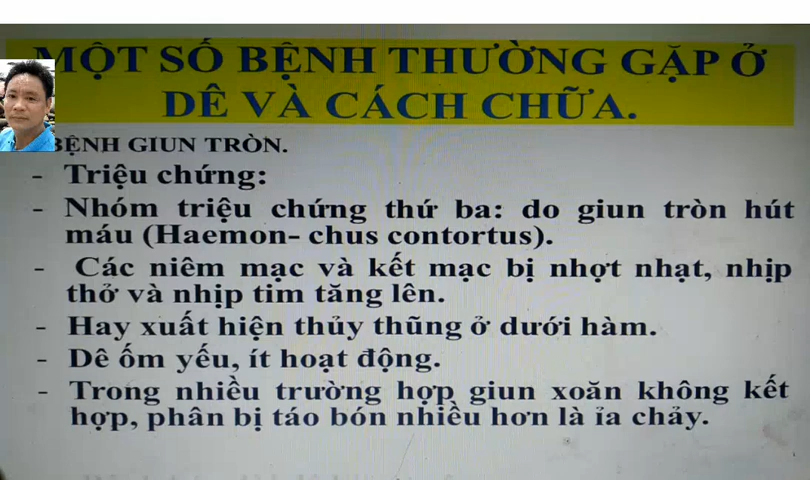 MỘT SỐ BỆNH THƯỜNG GẶP Ở
DÊ VÀ CÁCH CHỮA.
BỆNH GIUN TRÒN.
- Triệu chứng:
- Nhóm triệu chứng thứ ba: do giun tròn hút
máu (Haemon- chus contortus).
- Các niêm mạc và kết mạc bị nhợt nhạt, nhịp
thở và nhịp tim tăng lên.
- Hay xuất hiện thủy thũng ở dưới hàm.
- Dê ốm yếu, ít hoạt động.
- Trong nhiều trường hợp giun xoăn không kết
hợp, phân bị táo bón nhiều hơn là ỉa chảy.